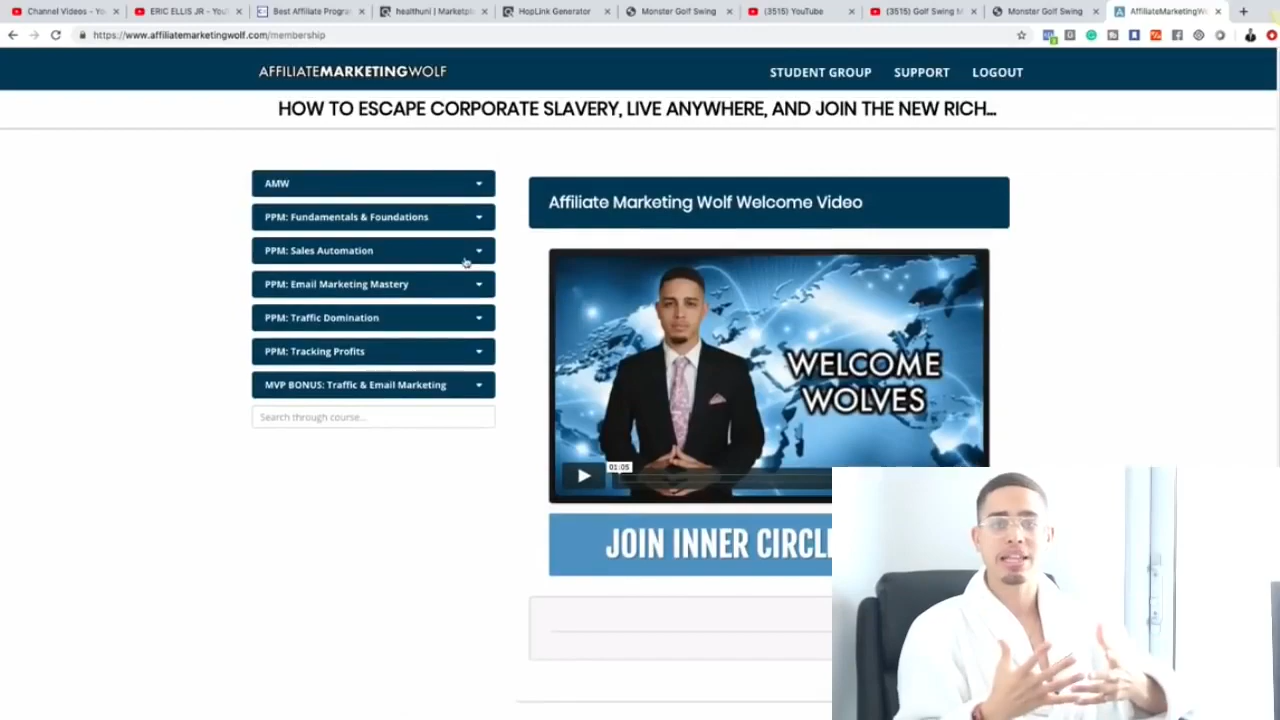 Channel Videos - Yo
ERIC ELLIS JR - You
Best Affiliate Progra
healthuni | Marketpl
HopLink Generator
Monster Golf Swing
(3515) YouTube
(3515) Golf Swing M
Monster Golf Swing
AffiliateMarketingWo
https://www.affiliatemarketingwolf.com/membership
AFFILIATEMARKETINGWOLF
STUDENT GROUP SUPPORT LOGOUT
HOW TO ESCAPE CORPORATE SLAVERY, LIVE ANYWHERE, AND JOIN THE NEW RICH...
AMW
PPM: Fundamentals & Foundations
PPM: Sales Automation
PPM: Email Marketing Mastery
PPM: Traffic Domination
PPM: Tracking Profits
MVP BONUS: Traffic & Email Marketing
Search through course...
Affiliate Marketing Wolf Welcome Video
WELCOME
WOLVES
01:05
JOIN INNER CIRCLE